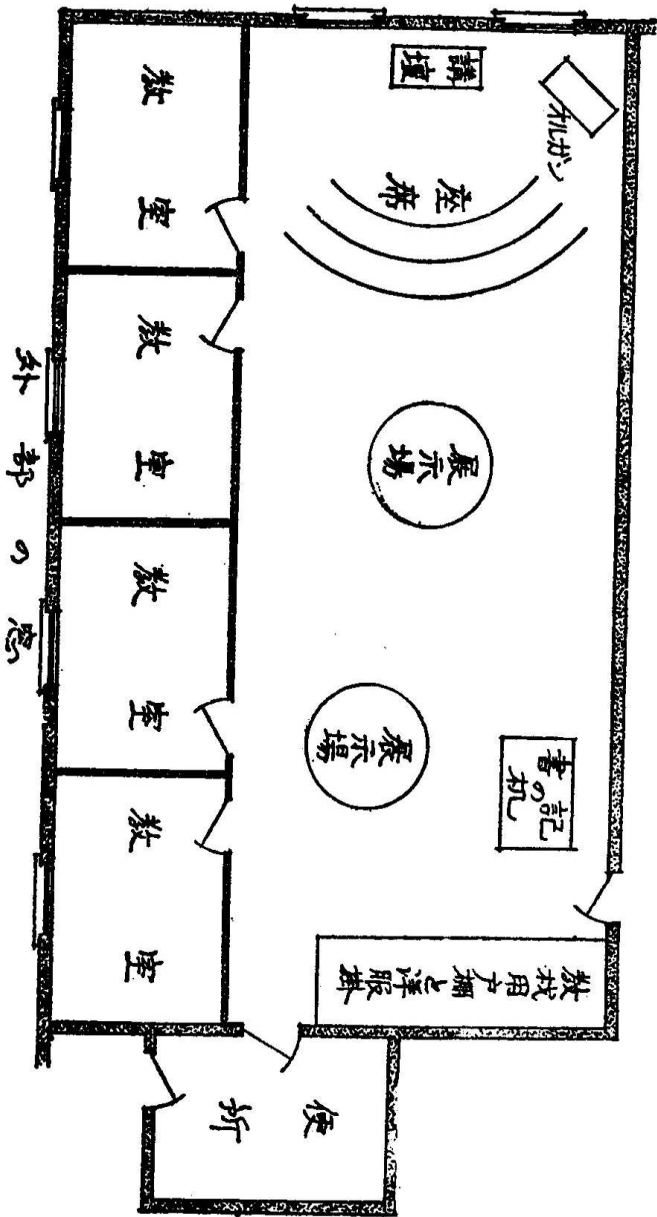 講壇
オルガン
座席
教室
教室
教室
教室
外部の窓
展示場
展示場
書記の机
教材用戸棚と洋服掛
便所